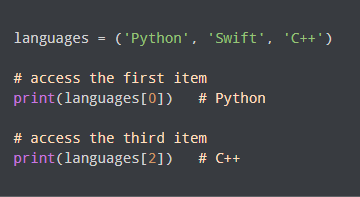 languages = ('Python', 'Swift', 'C++')
# access the first item
print(languages[0])   # Python
# access the third item
print(languages[2])   # C++